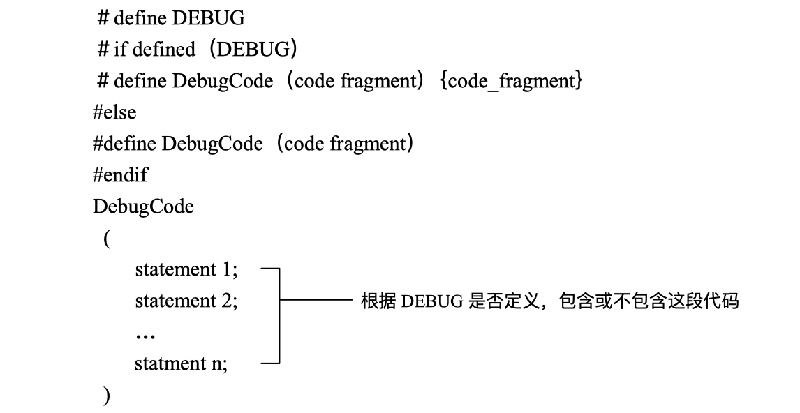 # define DEBUG
# if defined（DEBUG）
# define DebugCode（code fragment）{code_fragment}
#else
#define DebugCode（code fragment）
#endif
DebugCode
(
statement 1;
statement 2; 根据 DEBUG 是否定义，包含或不包含这段代码
…
statment n;
)